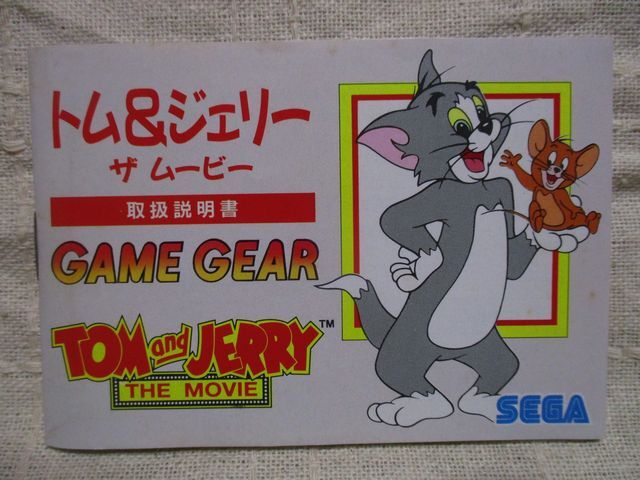 トム&ジェリー
ザ ムービー
取扱説明書
GAME GEAR
TOM and JERRY™
THE MOVIE
SEGA